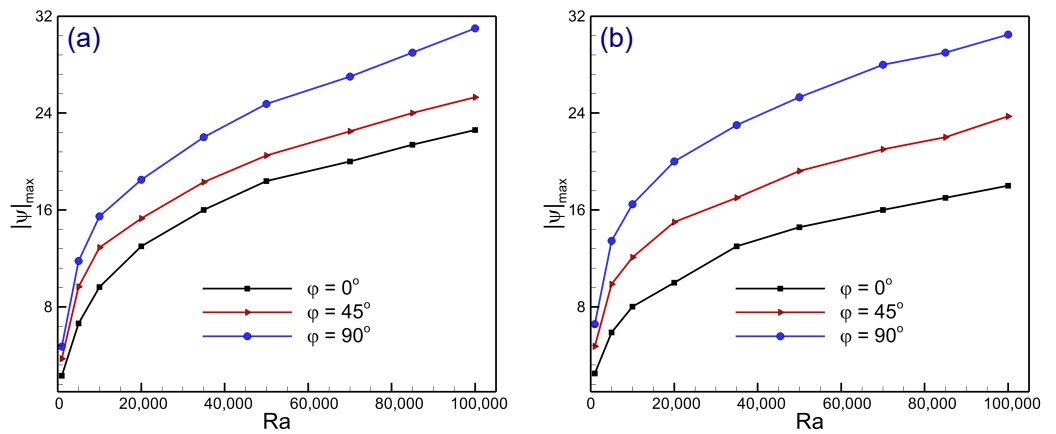 (a)
32
24
16
8
|ψ|max
0
20,000
40,000
60,000
80,000
100,000
Ra
φ = 0°
φ = 45°
φ = 90°
(b)
32
24
16
8
|ψ|max
0
20,000
40,000
60,000
80,000
100,000
Ra
φ = 0°
φ = 45°
φ = 90°